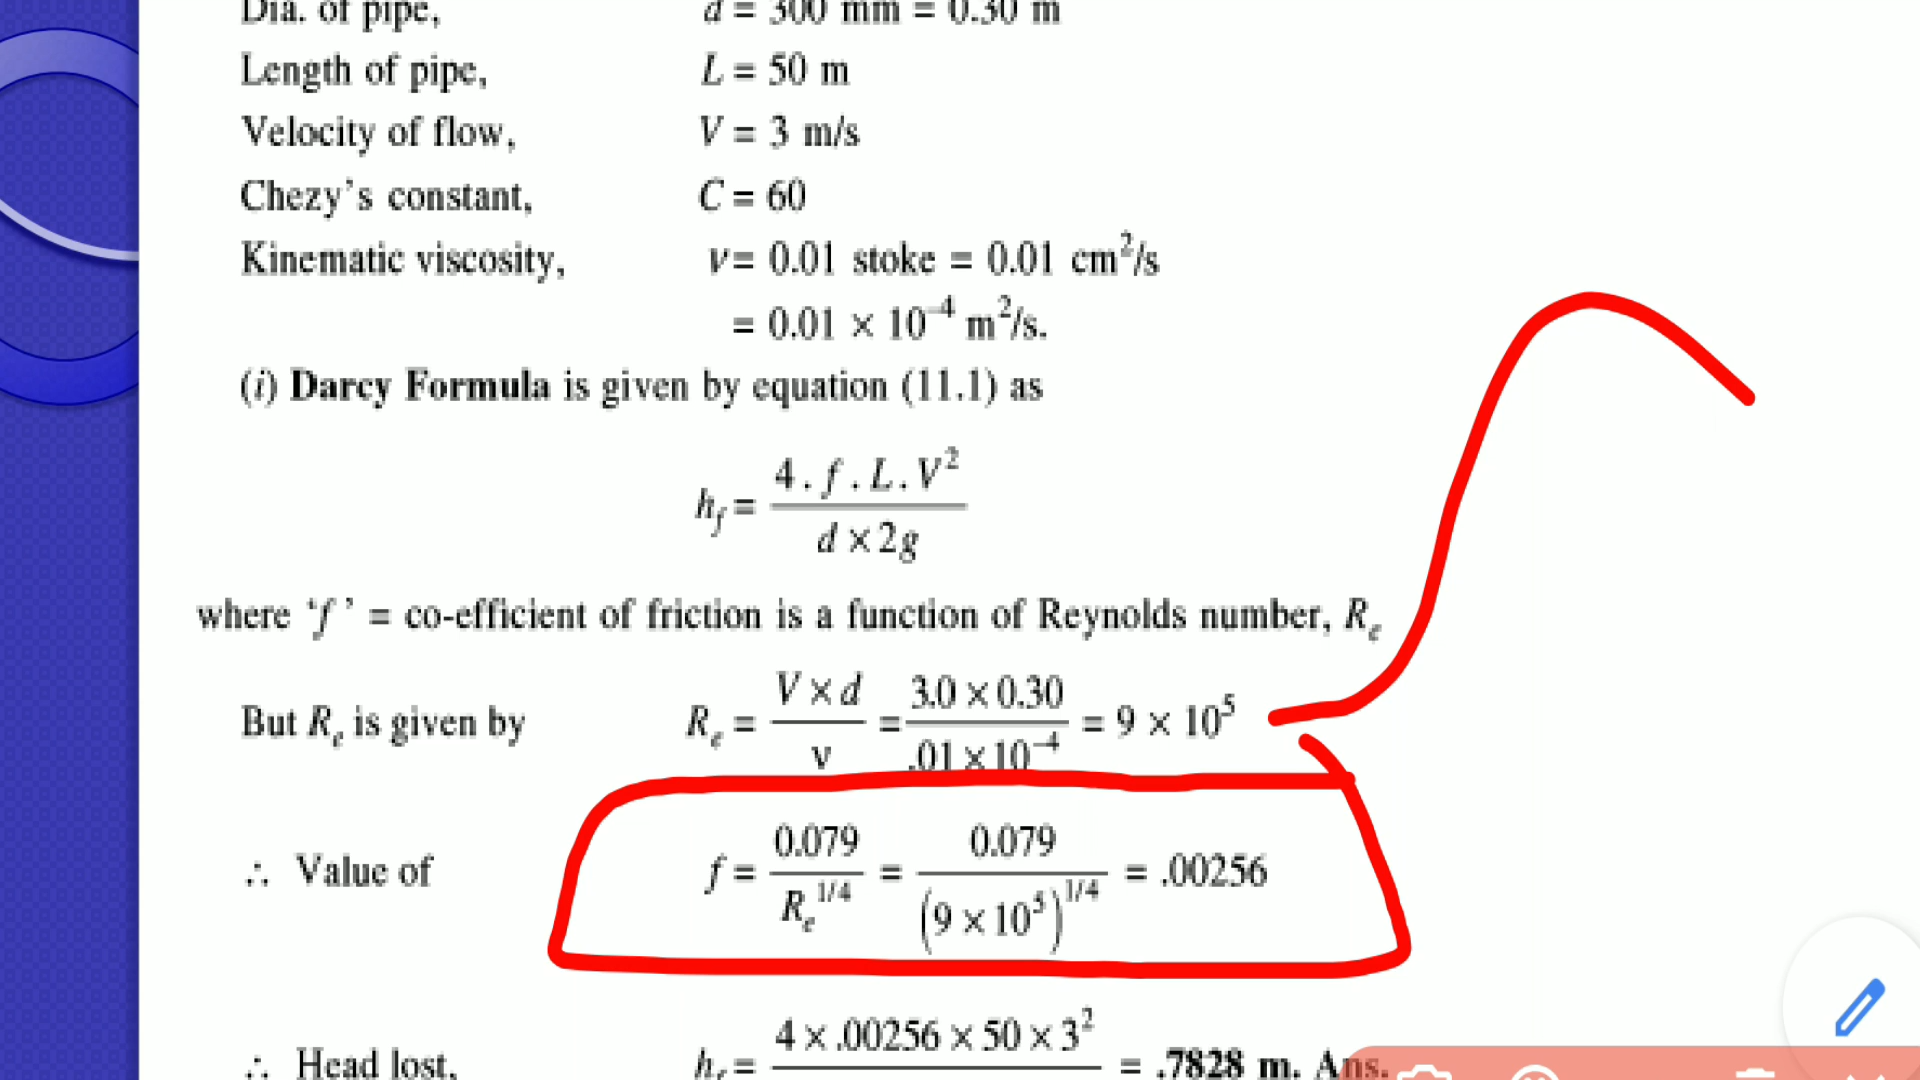 Dia. of pipe, d = 300 mm = 0.30 m
Length of pipe, L = 50 m
Velocity of flow, V = 3 m/s
Chezy's constant, C = 60
Kinematic viscosity, ν = 0.01 stoke = 0.01 cm²/s
= 0.01 × 10⁻⁴ m²/s.
(i) Darcy Formula is given by equation (11.1) as
h_f = (4 . f . L . V²) / (d × 2g)
where ‘f’ = co-efficient of friction is a function of Reynolds number, R_e
But R_e is given by R_e = (V × d) / ν = (3.0 × 0.30) / (.01 × 10⁻⁴) = 9 × 10⁵
∴ Value of f = 0.079 / R_e^(1/4) = 0.079 / (9 × 10⁵)^(1/4) = .00256
∴ Head lost, h_f = 4 × .00256 × 50 × 3² = .7828 m. Ans.